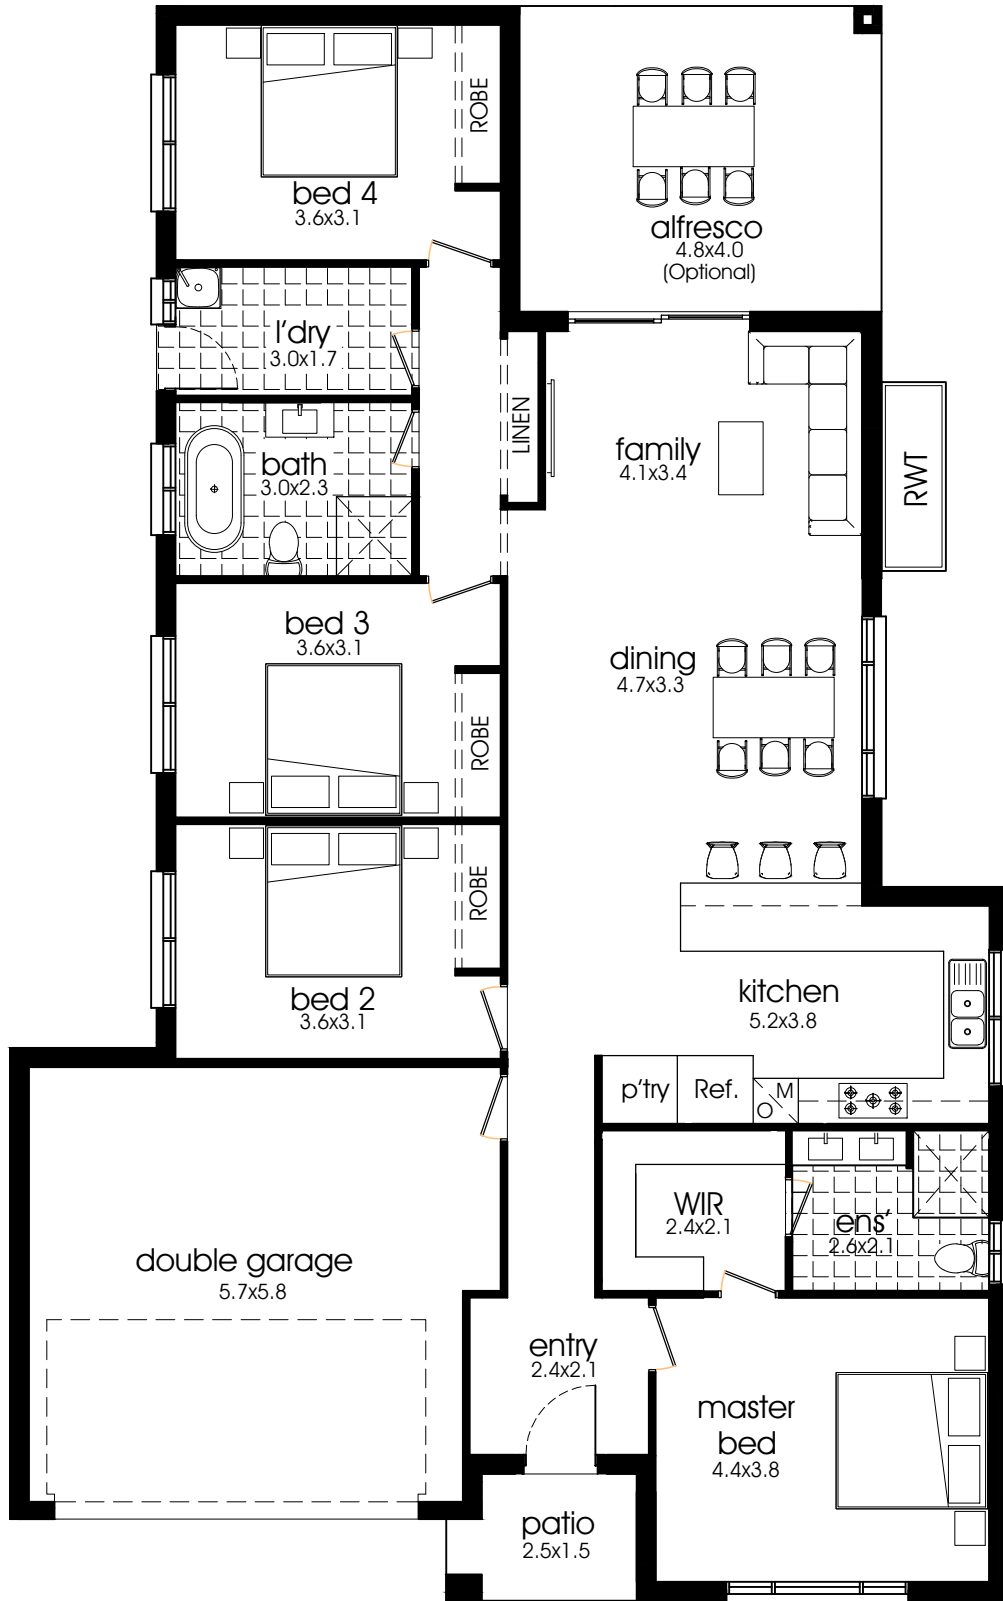 ROBE
bed 4
3.6x3.1
alfresco
4.8x4.0
(Optional)
l'dry
3.0x1.7
LINEN
family
4.1x3.4
RWT
bath
3.0x2.3
bed 3
3.6x3.1
dining
4.7x3.3
ROBE
ROBE
bed 2
3.6x3.1
kitchen
5.2x3.8
p'try
Ref.
M
WIR
2.4x2.1
ens'
2.6x2.1
double garage
5.7x5.8
entry
2.4x2.1
master
bed
4.4x3.8
patio
2.5x1.5